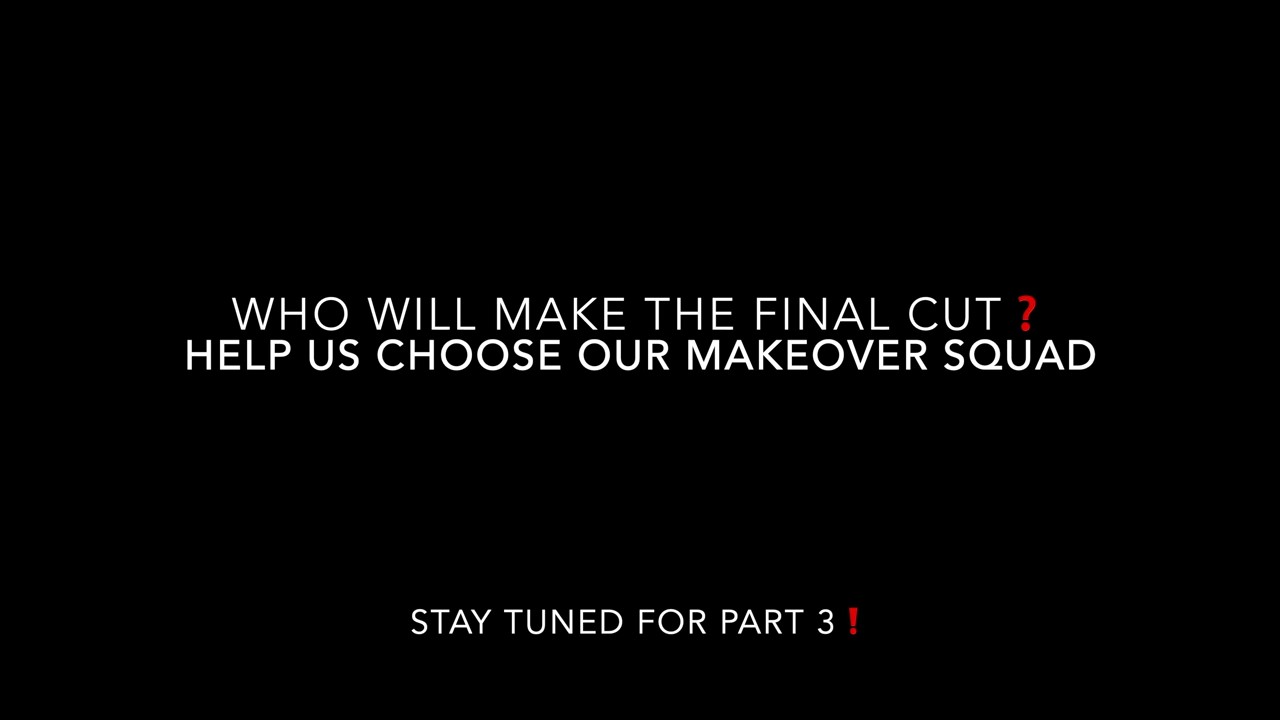 WHO WILL MAKE THE FINAL CUT ❓
HELP US CHOOSE OUR MAKEOVER SQUAD
STAY TUNED FOR PART 3 ❗